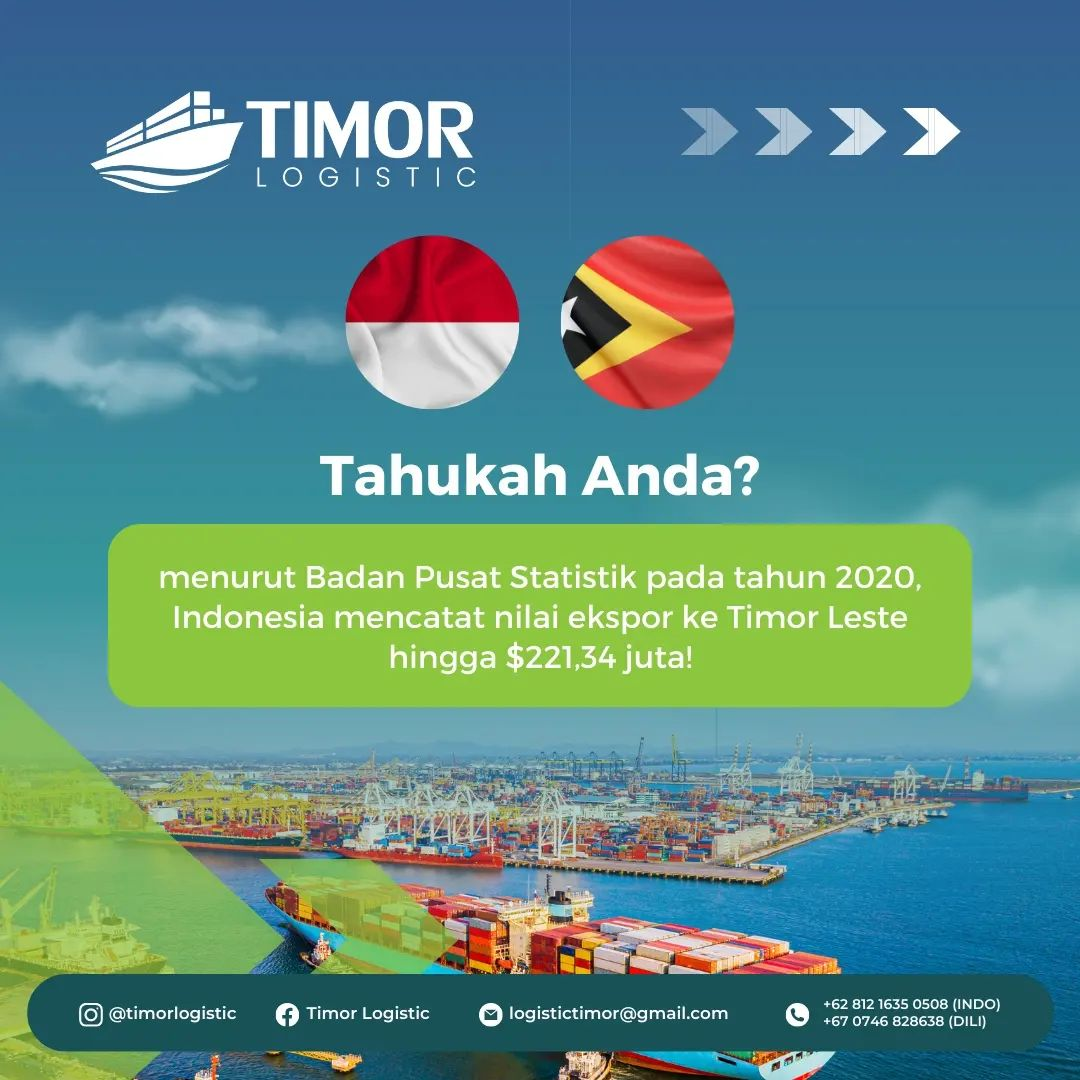 TIMOR
LOGISTIC
Tahukah Anda?
menurut Badan Pusat Statistik pada tahun 2020,
Indonesia mencatat nilai ekspor ke Timor Leste
hingga $221,34 juta!
@timorlogistic
Timor Logistic
logistictimor@gmail.com
+62 812 1635 0508 (INDO)
+67 0746 828638 (DILI)